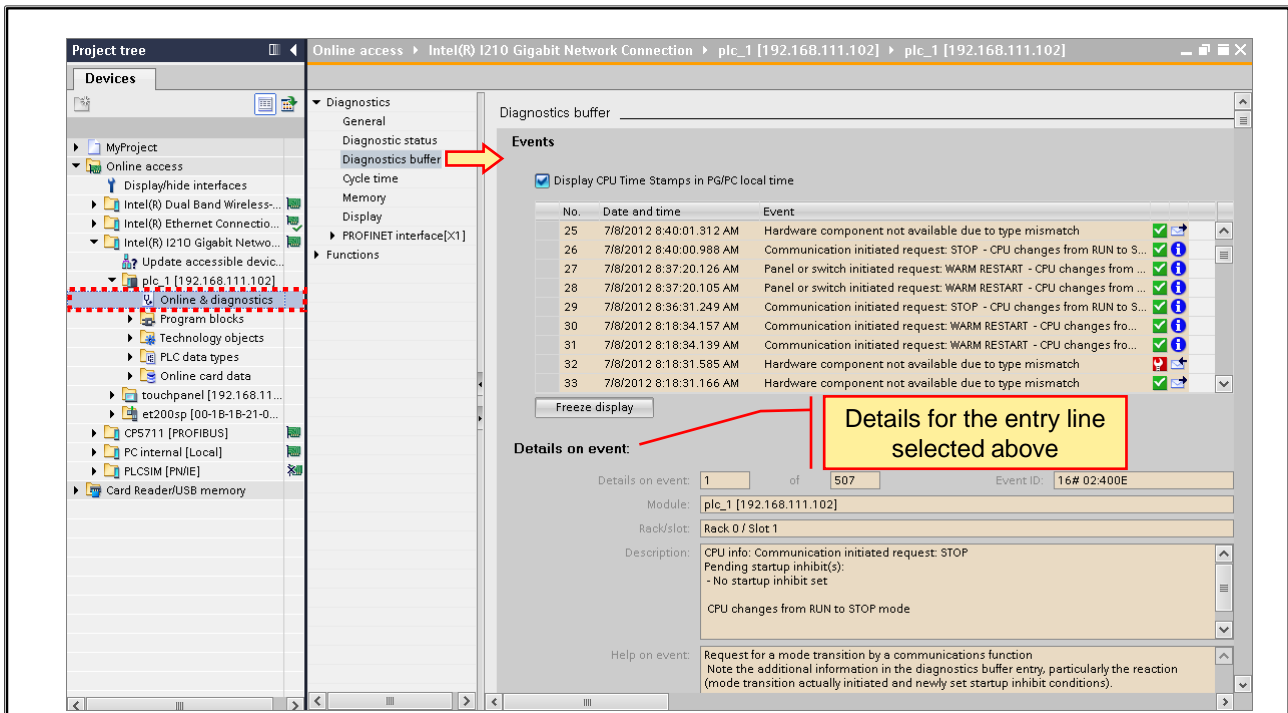 Project tree
Online access ▸ Intel(R) I210 Gigabit Network Connection ▸ plc_1 [192.168.111.102] ▸ plc_1 [192.168.111.102]
Devices
MyProject
Online access
Display/hide interfaces
Intel(R) Dual Band Wireless-...
Intel(R) Ethernet Connectio...
Intel(R) I210 Gigabit Netwo...
Update accessible devic...
plc_1 [192.168.111.102]
Online & diagnostics
Program blocks
Technology objects
PLC data types
Online card data
touchpanel [192.168.11...
et200sp [00-1B-1B-21-0...
CP5711 [PROFIBUS]
PC internal [Local]
PLCSIM [PN/IE]
Card Reader/USB memory
Diagnostics
General
Diagnostic status
Diagnostics buffer
Cycle time
Memory
Display
PROFINET interface[X1]
Functions
Diagnostics buffer
Events
Display CPU Time Stamps in PG/PC local time
No. Date and time Event
25 7/8/2012 8:40:01.312 AM Hardware component not available due to type mismatch
26 7/8/2012 8:40:00.988 AM Communication initiated request: STOP - CPU changes from RUN to S...
27 7/8/2012 8:37:20.126 AM Panel or switch initiated request: WARM RESTART - CPU changes from ...
28 7/8/2012 8:37:20.105 AM Panel or switch initiated request: WARM RESTART - CPU changes from ...
29 7/8/2012 8:36:31.249 AM Communication initiated request: STOP - CPU changes from RUN to S...
30 7/8/2012 8:18:34.157 AM Communication initiated request: WARM RESTART - CPU changes fro...
31 7/8/2012 8:18:34.139 AM Communication initiated request: WARM RESTART - CPU changes fro...
32 7/8/2012 8:18:31.585 AM Hardware component not available due to type mismatch
33 7/8/2012 8:18:31.166 AM Hardware component not available due to type mismatch
Freeze display
Details for the entry line
selected above
Details on event:
Details on event: 1 of 507 Event ID: 16# 02:400E
Module: plc_1 [192.168.111.102]
Rack/slot: Rack 0 / Slot 1
Description: CPU info: Communication initiated request: STOP
Pending startup inhibit(s):
- No startup inhibit set
CPU changes from RUN to STOP mode
Help on event: Request for a mode transition by a communications function
Note the additional information in the diagnostics buffer entry, particularly the reaction
(mode transition actually initiated and newly set startup inhibit conditions).